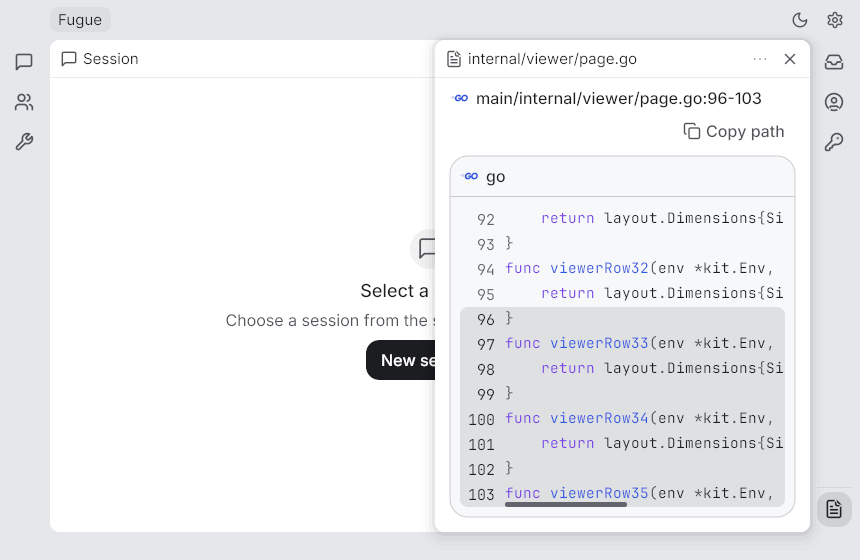 Fugue
Session
Select a
Choose a session from the s
New se
internal/viewer/page.go
main/internal/viewer/page.go:96-103
Copy path
go
92 return layout.Dimensions{Si
93 }
94 func viewerRow32(env *kit.Env,
95 return layout.Dimensions{Si
96 }
97 func viewerRow33(env *kit.Env,
98 return layout.Dimensions{Si
99 }
100 func viewerRow34(env *kit.Env,
101 return layout.Dimensions{Si
102 }
103 func viewerRow35(env *kit.Env,